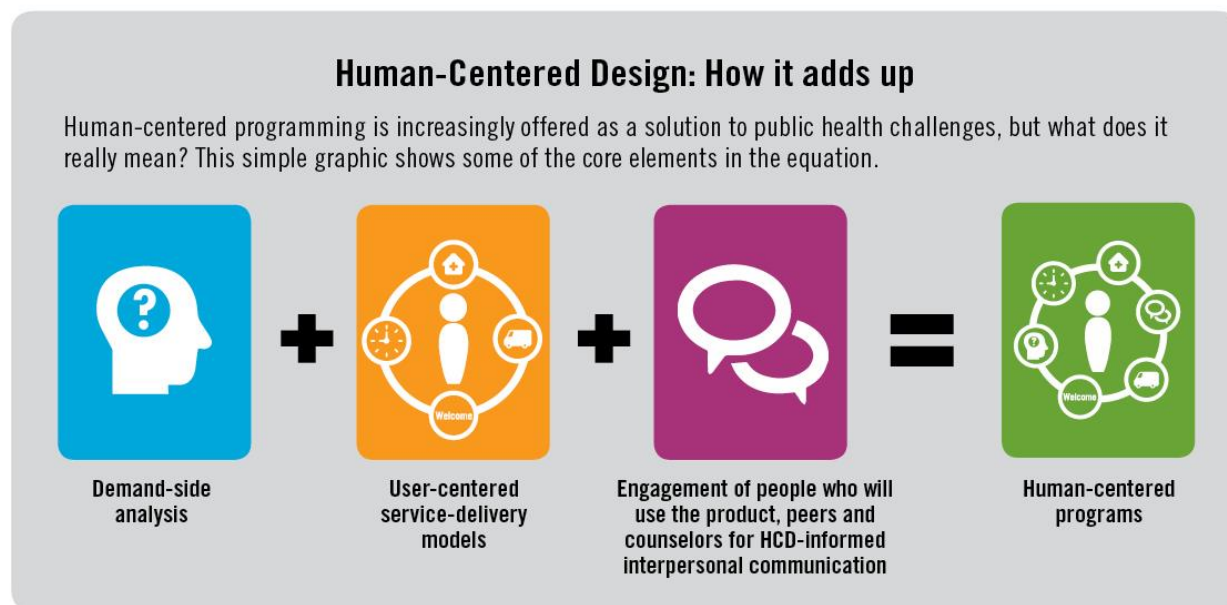 Human-Centered Design: How it adds up
Human-centered programming is increasingly offered as a solution to public health challenges, but what does it
really mean? This simple graphic shows some of the core elements in the equation.
?
Welcome
?
Welcome
Demand-side
analysis
User-centered
service-delivery
models
Engagement of people who will
use the product, peers and
counselors for HCD-informed
interpersonal communication
Human-centered
programs